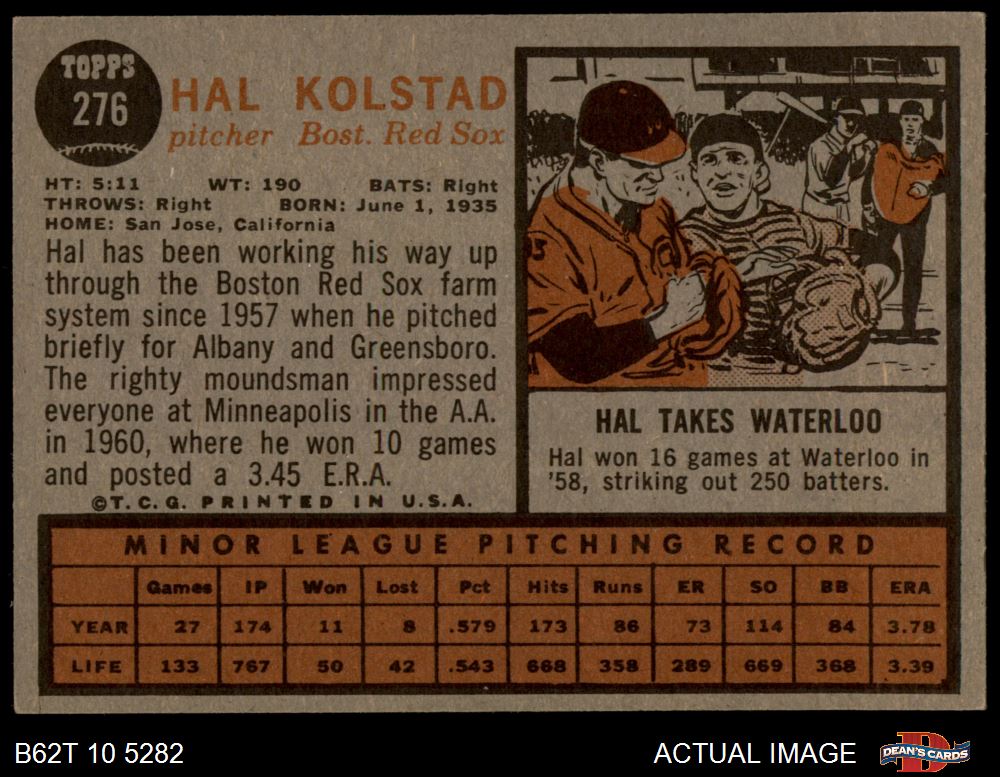 TOPPS
276
HAL KOLSTAD
pitcher Bost. Red Sox
HT: 5:11 WT: 190 BATS: Right
THROWS: Right BORN: June 1, 1935
HOME: San Jose, California
Hal has been working his way up
through the Boston Red Sox farm
system since 1957 when he pitched
briefly for Albany and Greensboro.
The righty moundsman impressed
everyone at Minneapolis in the A.A.
in 1960, where he won 10 games
and posted a 3.45 E.R.A.
©T.C.G. PRINTED IN U.S.A.
HAL TAKES WATERLOO
Hal won 16 games at Waterloo in
'58, striking out 250 batters.
MINOR LEAGUE PITCHING RECORD
Games IP Won Lost Pct Hits Runs ER SO BB ERA
YEAR 27 174 11 8 .579 173 86 73 114 84 3.78
LIFE 133 767 50 42 .543 668 358 289 669 368 3.39
B62T 10 5282
ACTUAL IMAGE
DEAN'S CARDS